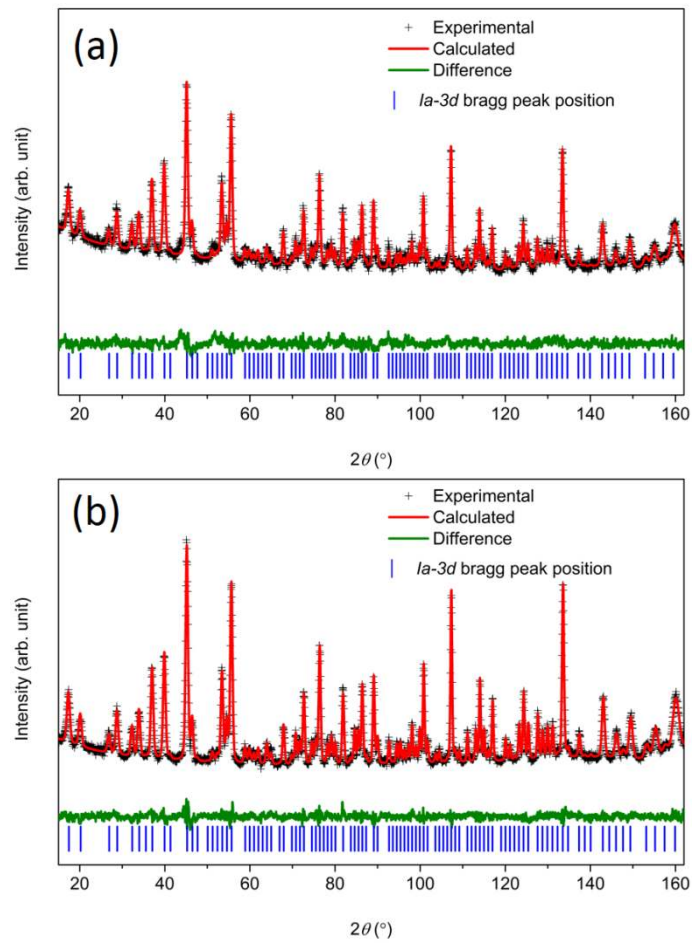 (a)
Experimental
Calculated
Difference
Ia-3d bragg peak position
Intensity (arb. unit)
20 40 60 80 100 120 140 160
2θ (°)
(b)
Experimental
Calculated
Difference
Ia-3d bragg peak position
Intensity (arb. unit)
20 40 60 80 100 120 140 160
2θ (°)